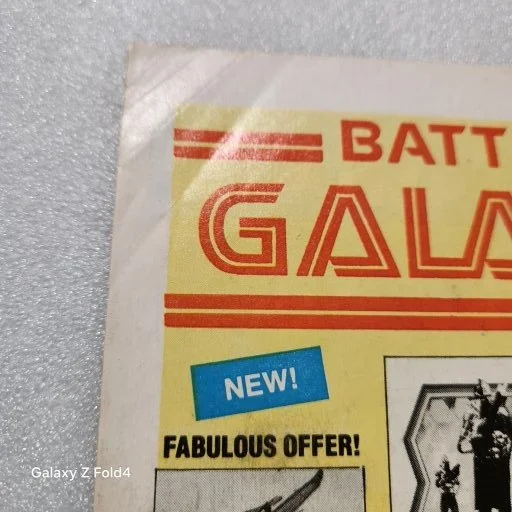 BATT
GALA
NEW!
FABULOUS OFFER!
Galaxy Z Fold4